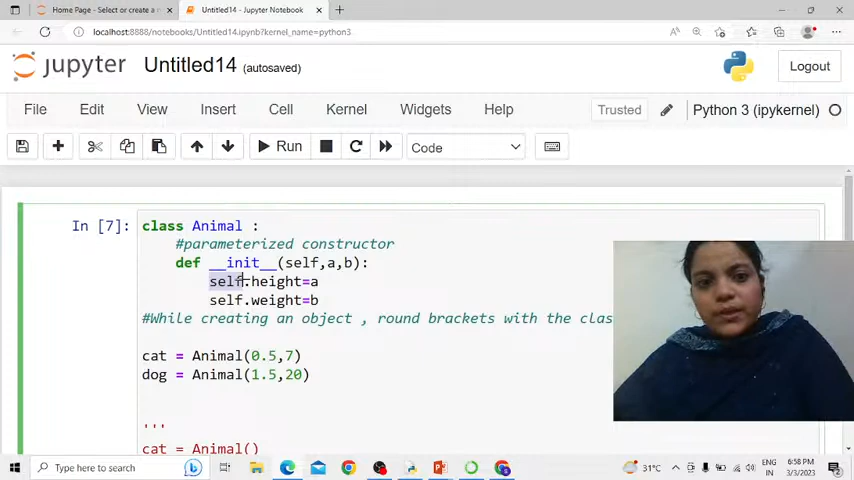 Home Page - Select or create a n
Untitled14 - Jupyter Notebook
localhost:8888/notebooks/Untitled14.ipynb?kernel_name=python3
jupyter Untitled14 (autosaved)
Logout
File Edit View Insert Cell Kernel Widgets Help
Trusted
Python 3 (ipykernel)
Run
Code
In [7]:
class Animal :
#parameterized constructor
def __init__(self,a,b):
self.height=a
self.weight=b
#While creating an object , round brackets with the clas
cat = Animal(0.5,7)
dog = Animal(1.5,20)
'''
cat = Animal()
Type here to search
31°C
ENG
IN
6:58 PM
3/3/2023